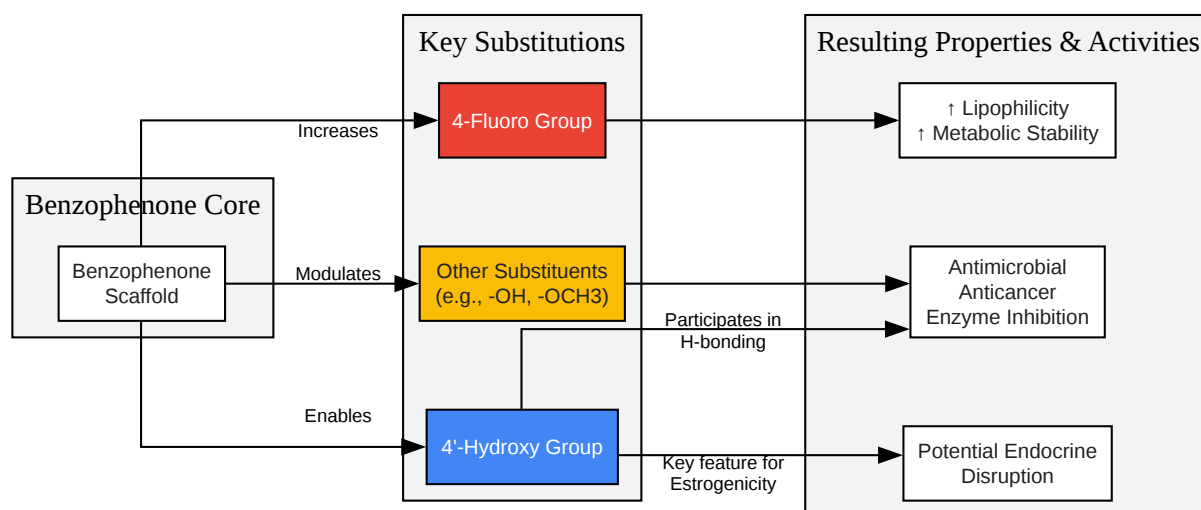 Key Substitutions
Resulting Properties & Activities
4-Fluoro Group
↑ Lipophilicity
↑ Metabolic Stability
Increases
Benzophenone Core
Benzophenone
Scaffold
Modulates
Other Substituents
(e.g., -OH, -OCH3)
Antimicrobial
Anticancer
Enzyme Inhibition
Participates in
H-bonding
Enables
4'-Hydroxy Group
Key feature for
Estrogenicity
Potential Endocrine
Disruption